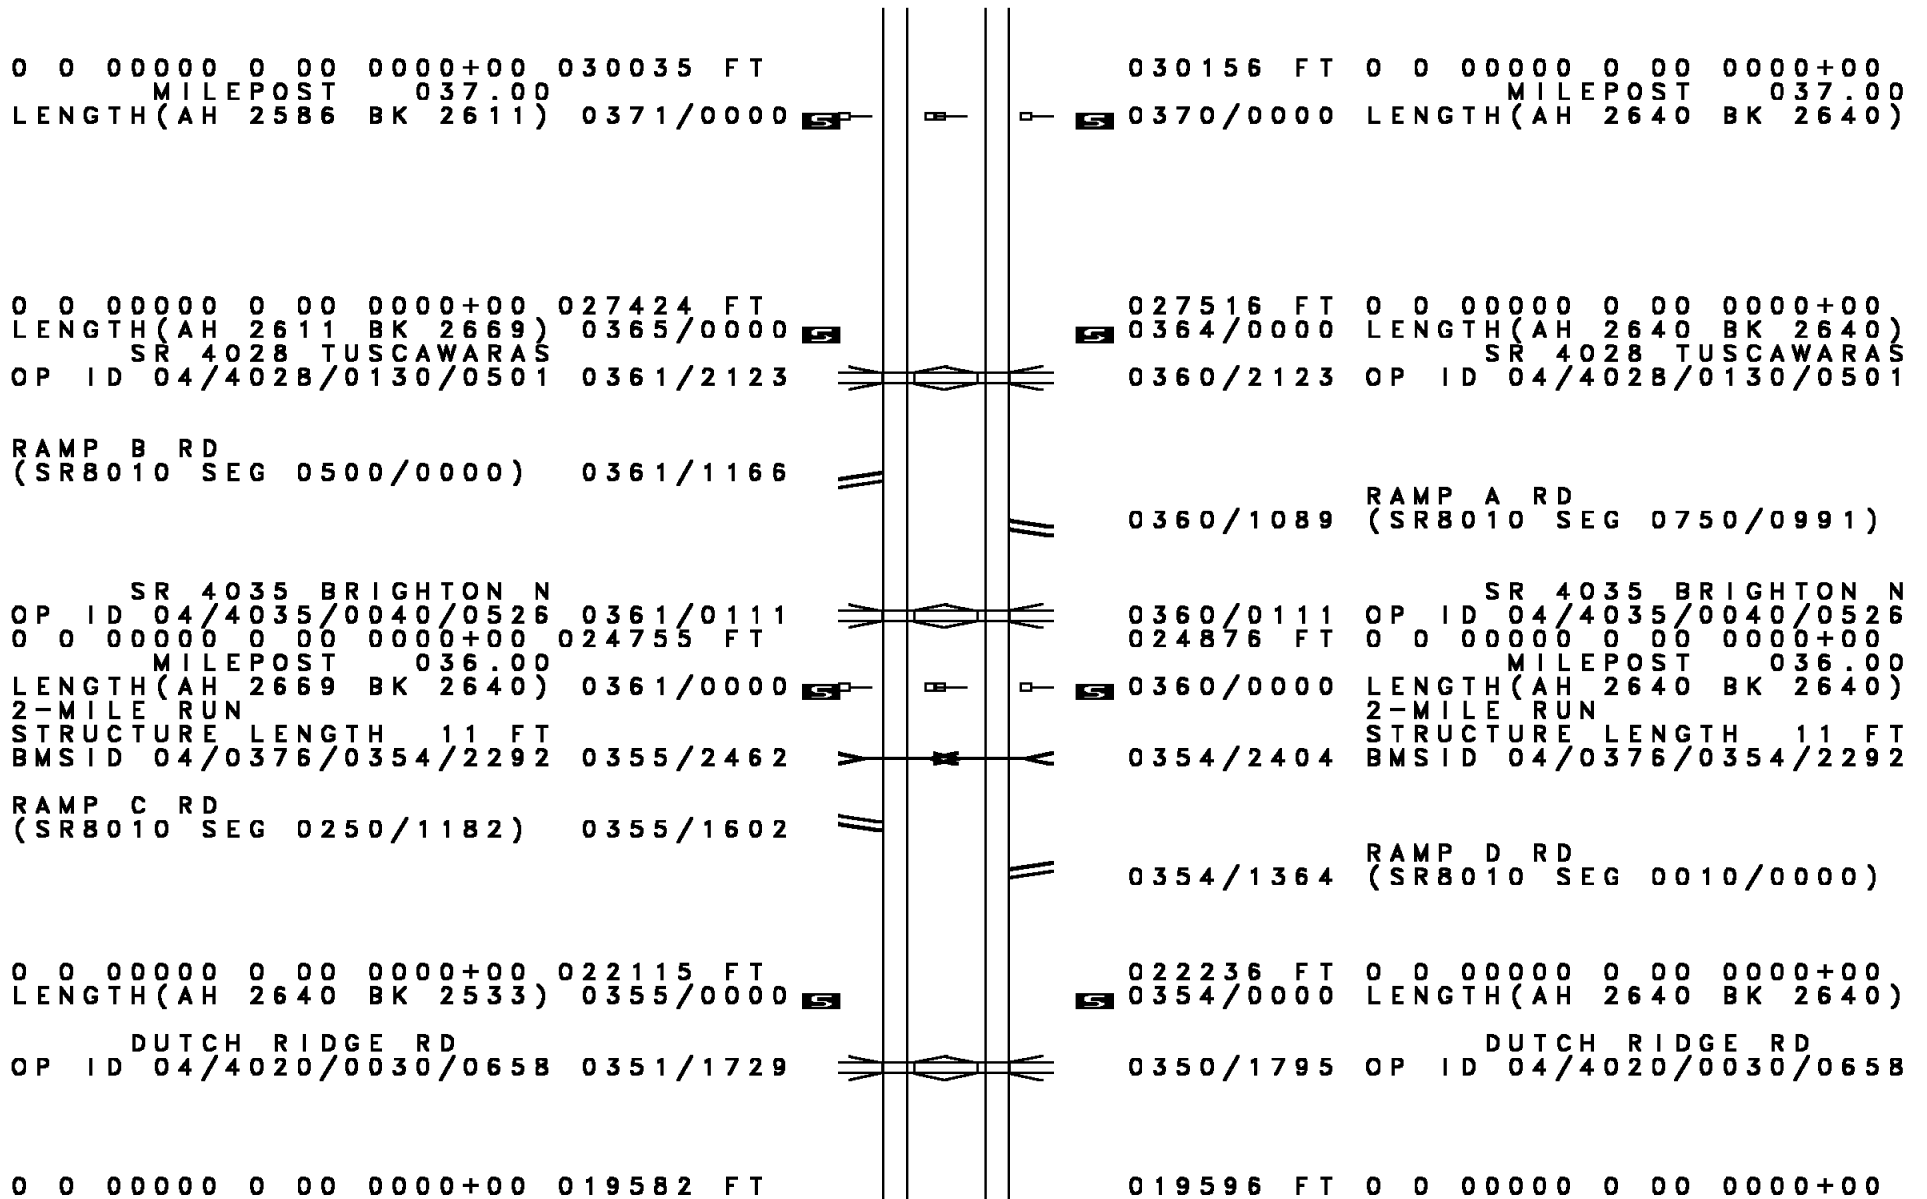 0 0 00000 0 00 0000+00 030035 FT 030156 FT 0 0 00000 0 00 0000+00
MILEPOST 037.00 MILEPOST 037.00
LENGTH(AH 2586 BK 2611) 0371/0000 S S 0370/0000 LENGTH(AH 2640 BK 2640)
0 0 00000 0 00 0000+00 027424 FT 027516 FT 0 0 00000 0 00 0000+00
LENGTH(AH 2611 BK 2669) 0365/0000 S S 0364/0000 LENGTH(AH 2640 BK 2640)
SR 4028 TUSCAWARAS SR 4028 TUSCAWARAS
OP ID 04/4028/0130/0501 0361/2123 0360/2123 OP ID 04/4028/0130/0501
RAMP B RD
(SR8010 SEG 0500/0000) 0361/1166
RAMP A RD
0360/1089 (SR8010 SEG 0750/0991)
SR 4035 BRIGHTON N SR 4035 BRIGHTON N
OP ID 04/4035/0040/0526 0361/0111 0360/0111 OP ID 04/4035/0040/0526
0 0 00000 0 00 0000+00 024755 FT 024876 FT 0 0 00000 0 00 0000+00
MILEPOST 036.00 MILEPOST 036.00
LENGTH(AH 2669 BK 2640) 0361/0000 S S 0360/0000 LENGTH(AH 2640 BK 2640)
2-MILE RUN 2-MILE RUN
STRUCTURE LENGTH 11 FT STRUCTURE LENGTH 11 FT
BMSID 04/0376/0354/2292 0355/2462 0354/2404 BMSID 04/0376/0354/2292
RAMP C RD
(SR8010 SEG 0250/1182) 0355/1602
RAMP D RD
0354/1364 (SR8010 SEG 0010/0000)
0 0 00000 0 00 0000+00 022115 FT 022236 FT 0 0 00000 0 00 0000+00
LENGTH(AH 2640 BK 2533) 0355/0000 S S 0354/0000 LENGTH(AH 2640 BK 2640)
DUTCH RIDGE RD DUTCH RIDGE RD
OP ID 04/4020/0030/0658 0351/1729 0350/1795 OP ID 04/4020/0030/0658
0 0 00000 0 00 0000+00 019582 FT 019596 FT 0 0 00000 0 00 0000+00